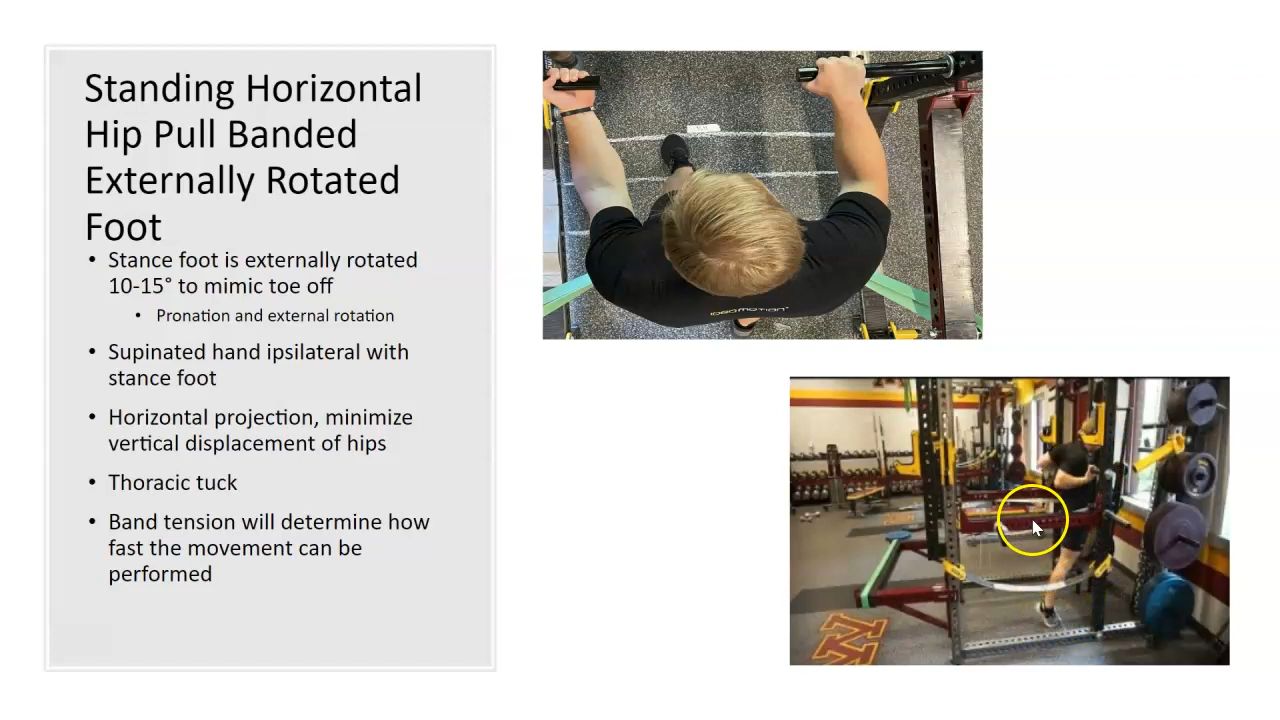 Standing Horizontal
Hip Pull Banded
Externally Rotated
Foot
• Stance foot is externally rotated
10-15° to mimic toe off
• Pronation and external rotation
• Supinated hand ipsilateral with
stance foot
• Horizontal projection, minimize
vertical displacement of hips
• Thoracic tuck
• Band tension will determine how
fast the movement can be
performed
M